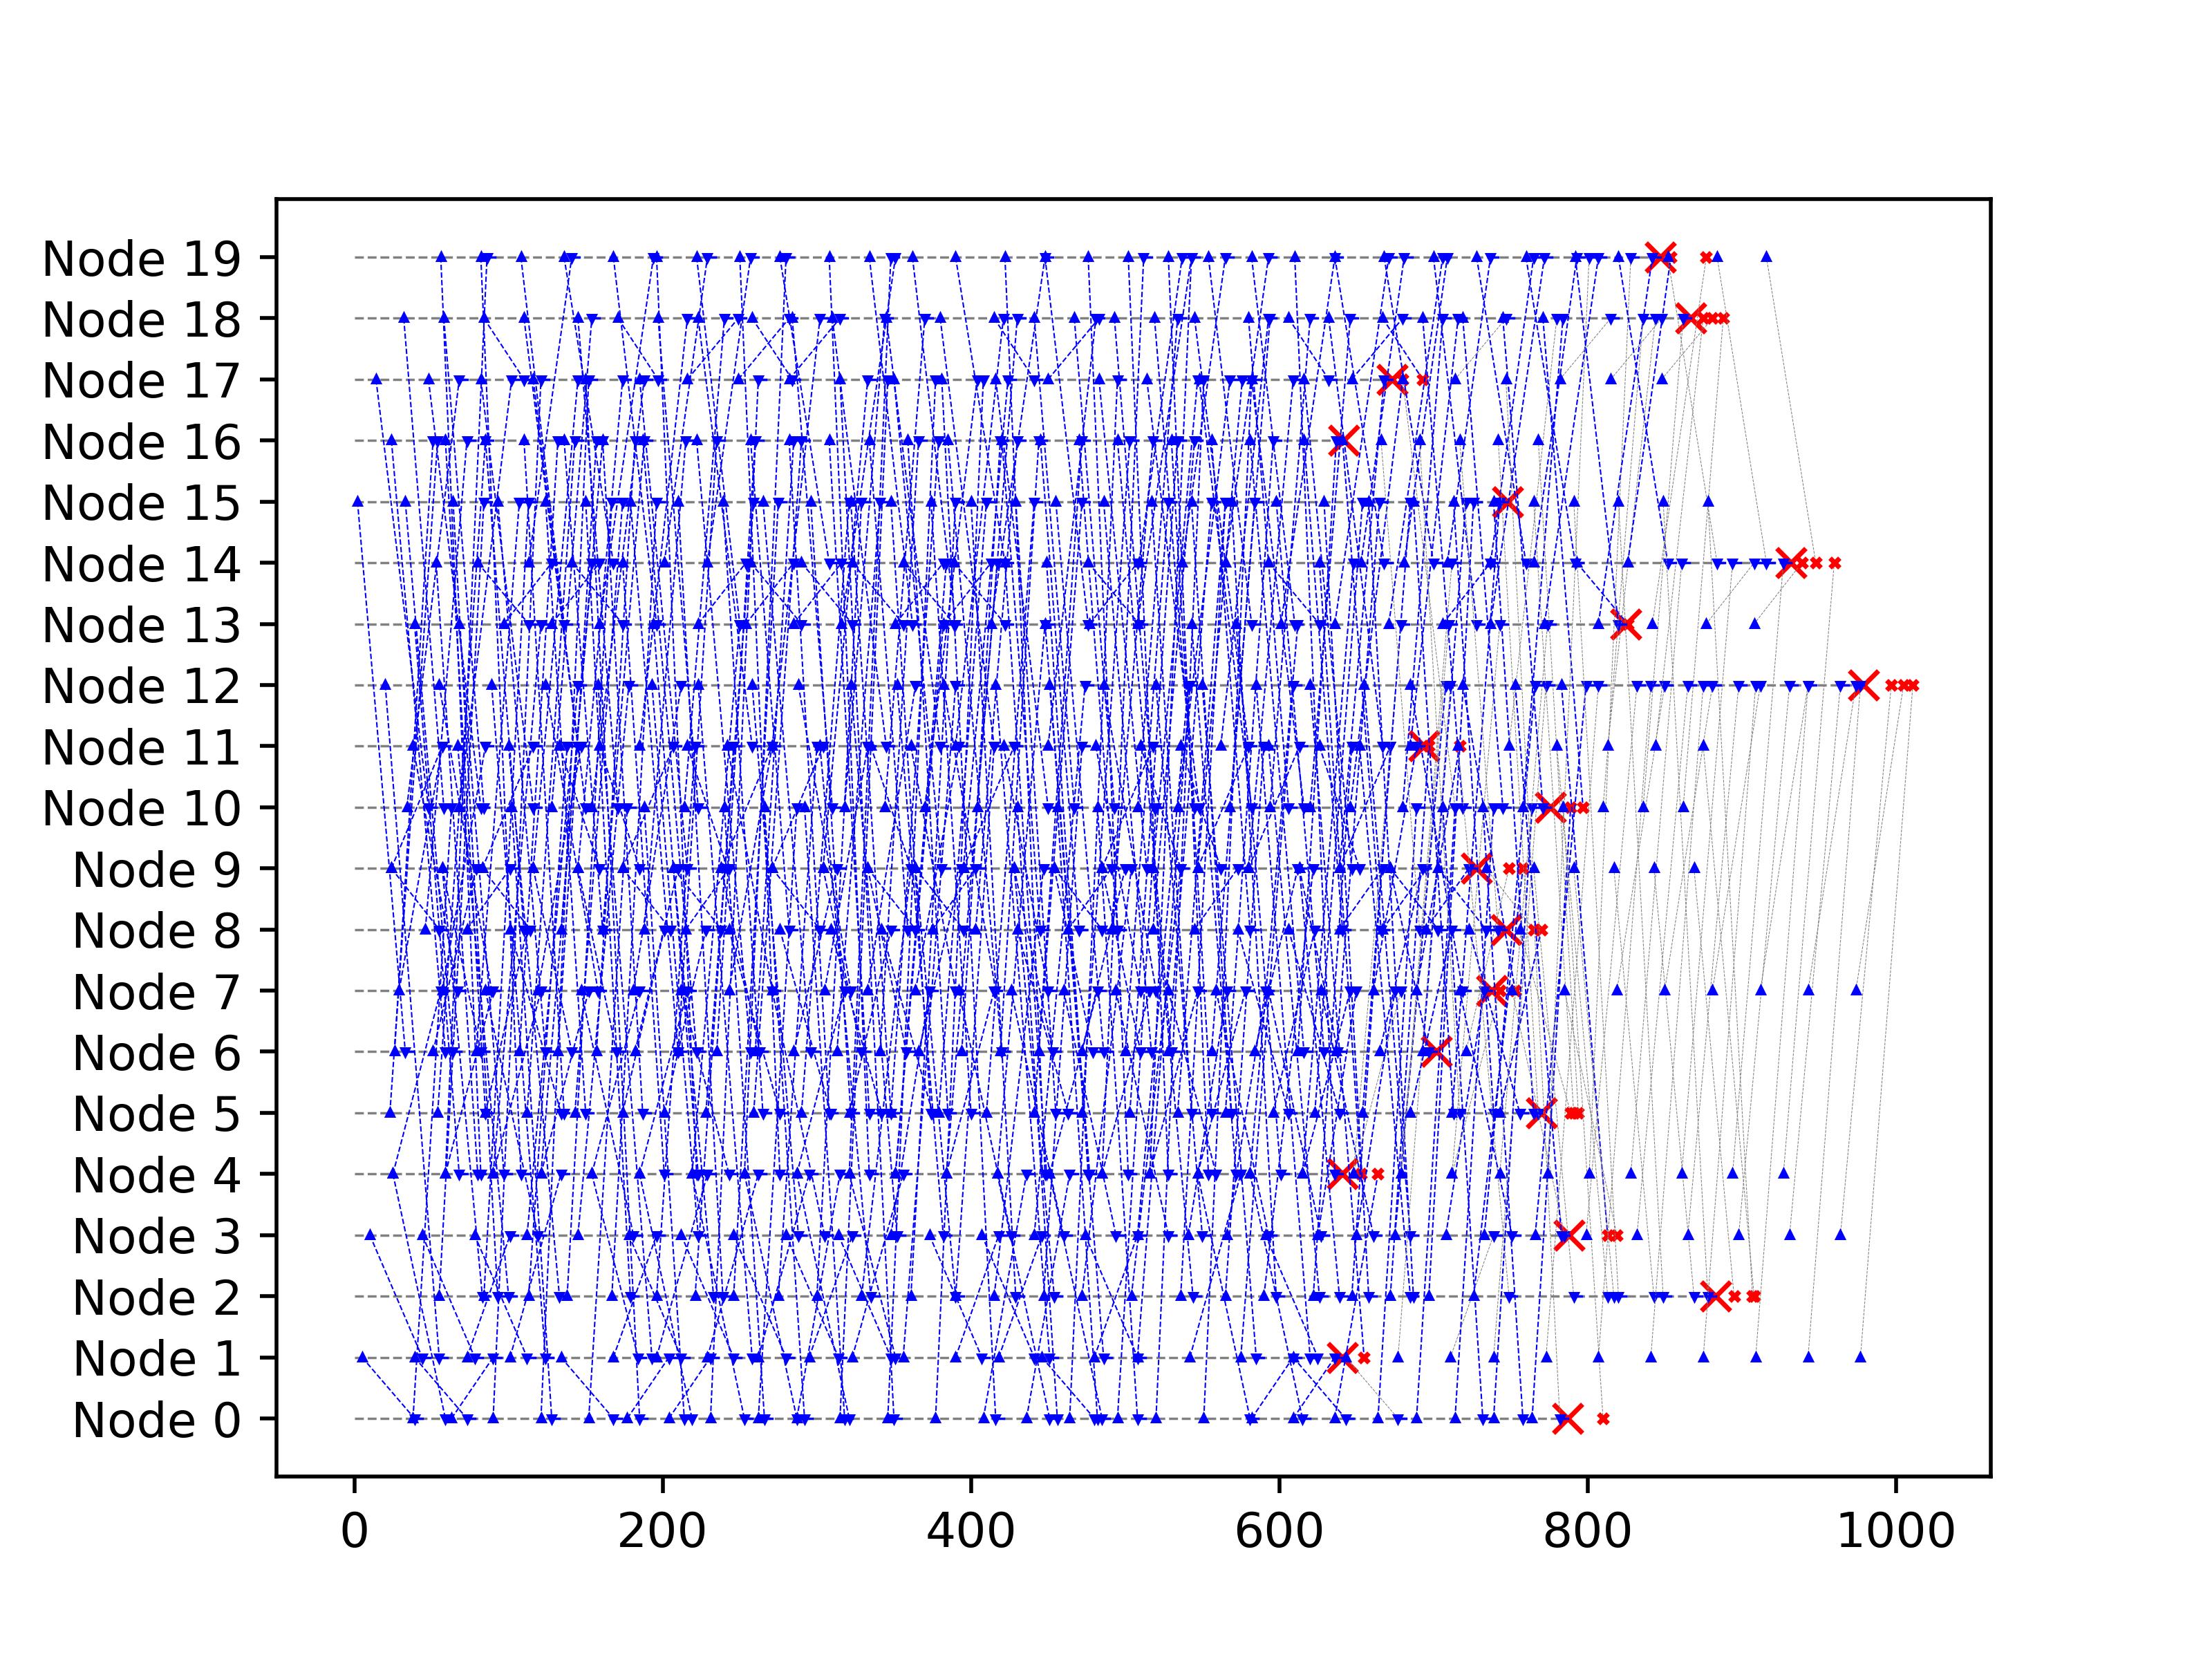 Node 19
Node 18
Node 17
Node 16
Node 15
Node 14
Node 13
Node 12
Node 11
Node 10
Node 9
Node 8
Node 7
Node 6
Node 5
Node 4
Node 3
Node 2
Node 1
Node 0
0 200 400 600 800 1000